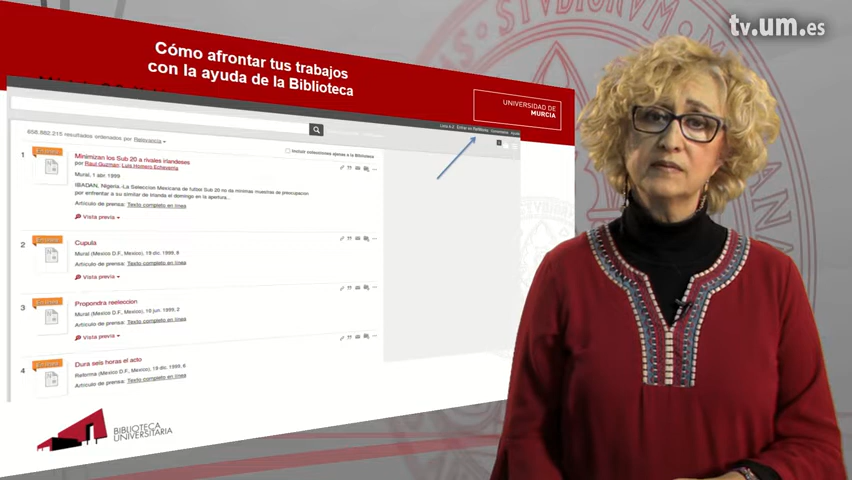 tv.um.es
Cómo afrontar tus trabajos
con la ayuda de la Biblioteca
UNIVERSIDAD DE
MURCIA
656.882.215 resultados ordenados por Relevancia
Incluir colecciones ajenas a la Biblioteca
1
Minimizan los Sub 20 a rivales irlandeses
por Raul Guzmán; Luis Homero Echeverria
Mural, 1 abr. 1999
IBADAN, Nigeria.-La Seleccion Mexicana de futbol Sub 20 no da minimas muestras de preocupacion
por enfrentar a su similar de Irlanda el domingo en la apertura...
Artículo de prensa: Texto completo en línea
Vista previa
2
Cupula
Mural (Mexico D.F., Mexico), 19 dic. 1999, 8
Artículo de prensa: Texto completo en línea
Vista previa
3
Propondra reeleccion
Mural (Mexico D.F., Mexico), 19 jun. 1999, 2
Artículo de prensa: Texto completo en línea
Vista previa
4
Dura seis horas el acto
Reforma (Mexico D.F., Mexico), 19 dic. 1999, 6
Artículo de prensa: Texto completo en línea
BIBLIOTECA
UNIVERSITARIA